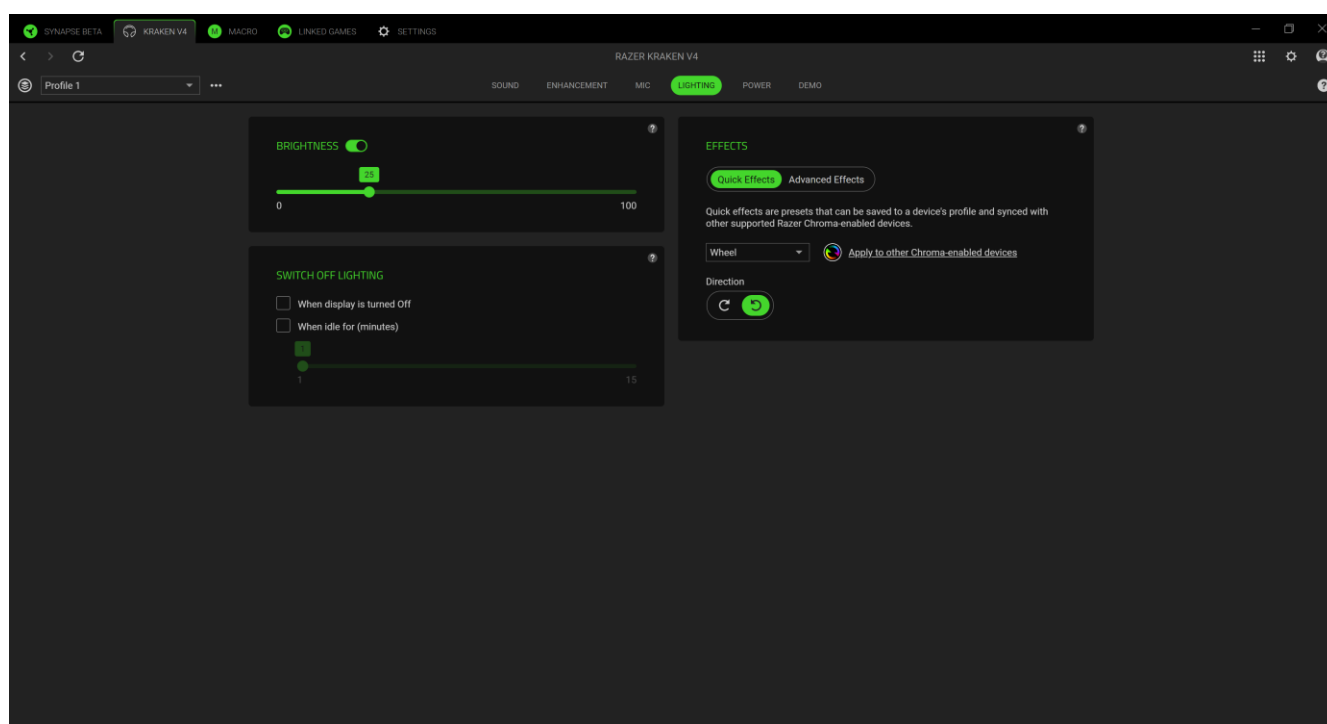 SYNAPSE BETA KRAKEN V4 M MACRO LINKED GAMES SETTINGS
RAZER KRAKEN V4
Profile 1 SOUND ENHANCEMENT MIC LIGHTING POWER DEMO
BRIGHTNESS
25
0 100
SWITCH OFF LIGHTING
When display is turned Off
When idle for (minutes)
1
1 15
EFFECTS
Quick Effects Advanced Effects
Quick effects are presets that can be saved to a device's profile and synced with
other supported Razer Chroma-enabled devices.
Wheel Apply to other Chroma-enabled devices
Direction